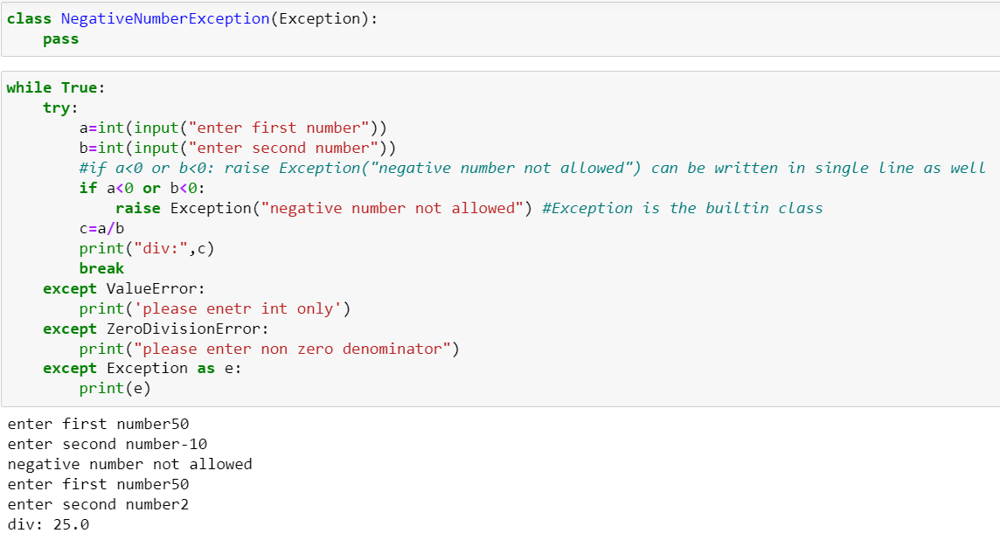 class NegativeNumberException(Exception):
    pass
while True:
    try:
        a=int(input("enter first number"))
        b=int(input("enter second number"))
        #if a<0 or b<0: raise Exception("negative number not allowed") can be written in single line as well
        if a<0 or b<0:
            raise Exception("negative number not allowed") #Exception is the builtin class
        c=a/b
        print("div:",c)
        break
    except ValueError:
        print('please enetr int only')
    except ZeroDivisionError:
        print("please enter non zero denominator")
    except Exception as e:
        print(e)
enter first number50
enter second number-10
negative number not allowed
enter first number50
enter second number2
div: 25.0